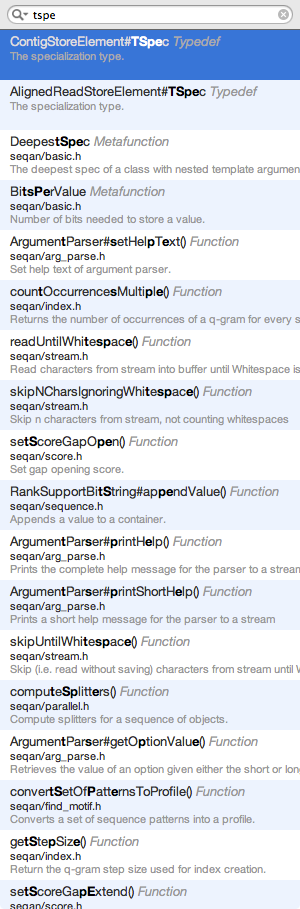 tspe
ContigStoreElement#TSpec Typedef
The specialization type.
AlignedReadStoreElement#TSpec Typedef
The specialization type.
DeepestSpec Metafunction
seqan/basic.h
The deepest spec of a class with nested template argumen
BitsPerValue Metafunction
seqan/basic.h
Number of bits needed to store a value.
ArgumentParser#setHelpText() Function
seqan/arg_parse.h
Set help text of argument parser.
countOccurrencesMultiple() Function
seqan/index.h
Returns the number of occurrences of a q-gram for every s
readUntilWhitespace() Function
seqan/stream.h
Read characters from stream into buffer until Whitespace is
skipNCharsIgnoringWhitespace() Function
seqan/stream.h
Skip n characters from stream, not counting whitespaces
setScoreGapOpen() Function
seqan/score.h
Set gap opening score.
RankSupportBitString#appendValue() Function
seqan/sequence.h
Appends a value to a container.
ArgumentParser#printHelp() Function
seqan/arg_parse.h
Prints the complete help message for the parser to a stream
ArgumentParser#printShortHelp() Function
seqan/arg_parse.h
Prints a short help message for the parser to a stream
skipUntilWhitespace() Function
seqan/stream.h
Skip (i.e. read without saving) characters from stream until W
computeSplitters() Function
seqan/parallel.h
Compute splitters for a sequence of objects.
ArgumentParser#getOptionValue() Function
seqan/arg_parse.h
Retrieves the value of an option given either the short or long
convertSetOfPatternsToProfile() Function
seqan/find_motif.h
Converts a set of sequence patterns into a profile.
getStepSize() Function
seqan/index.h
Return the q-gram step size used for index creation.
setScoreGapExtend() Function
seqan/score.h